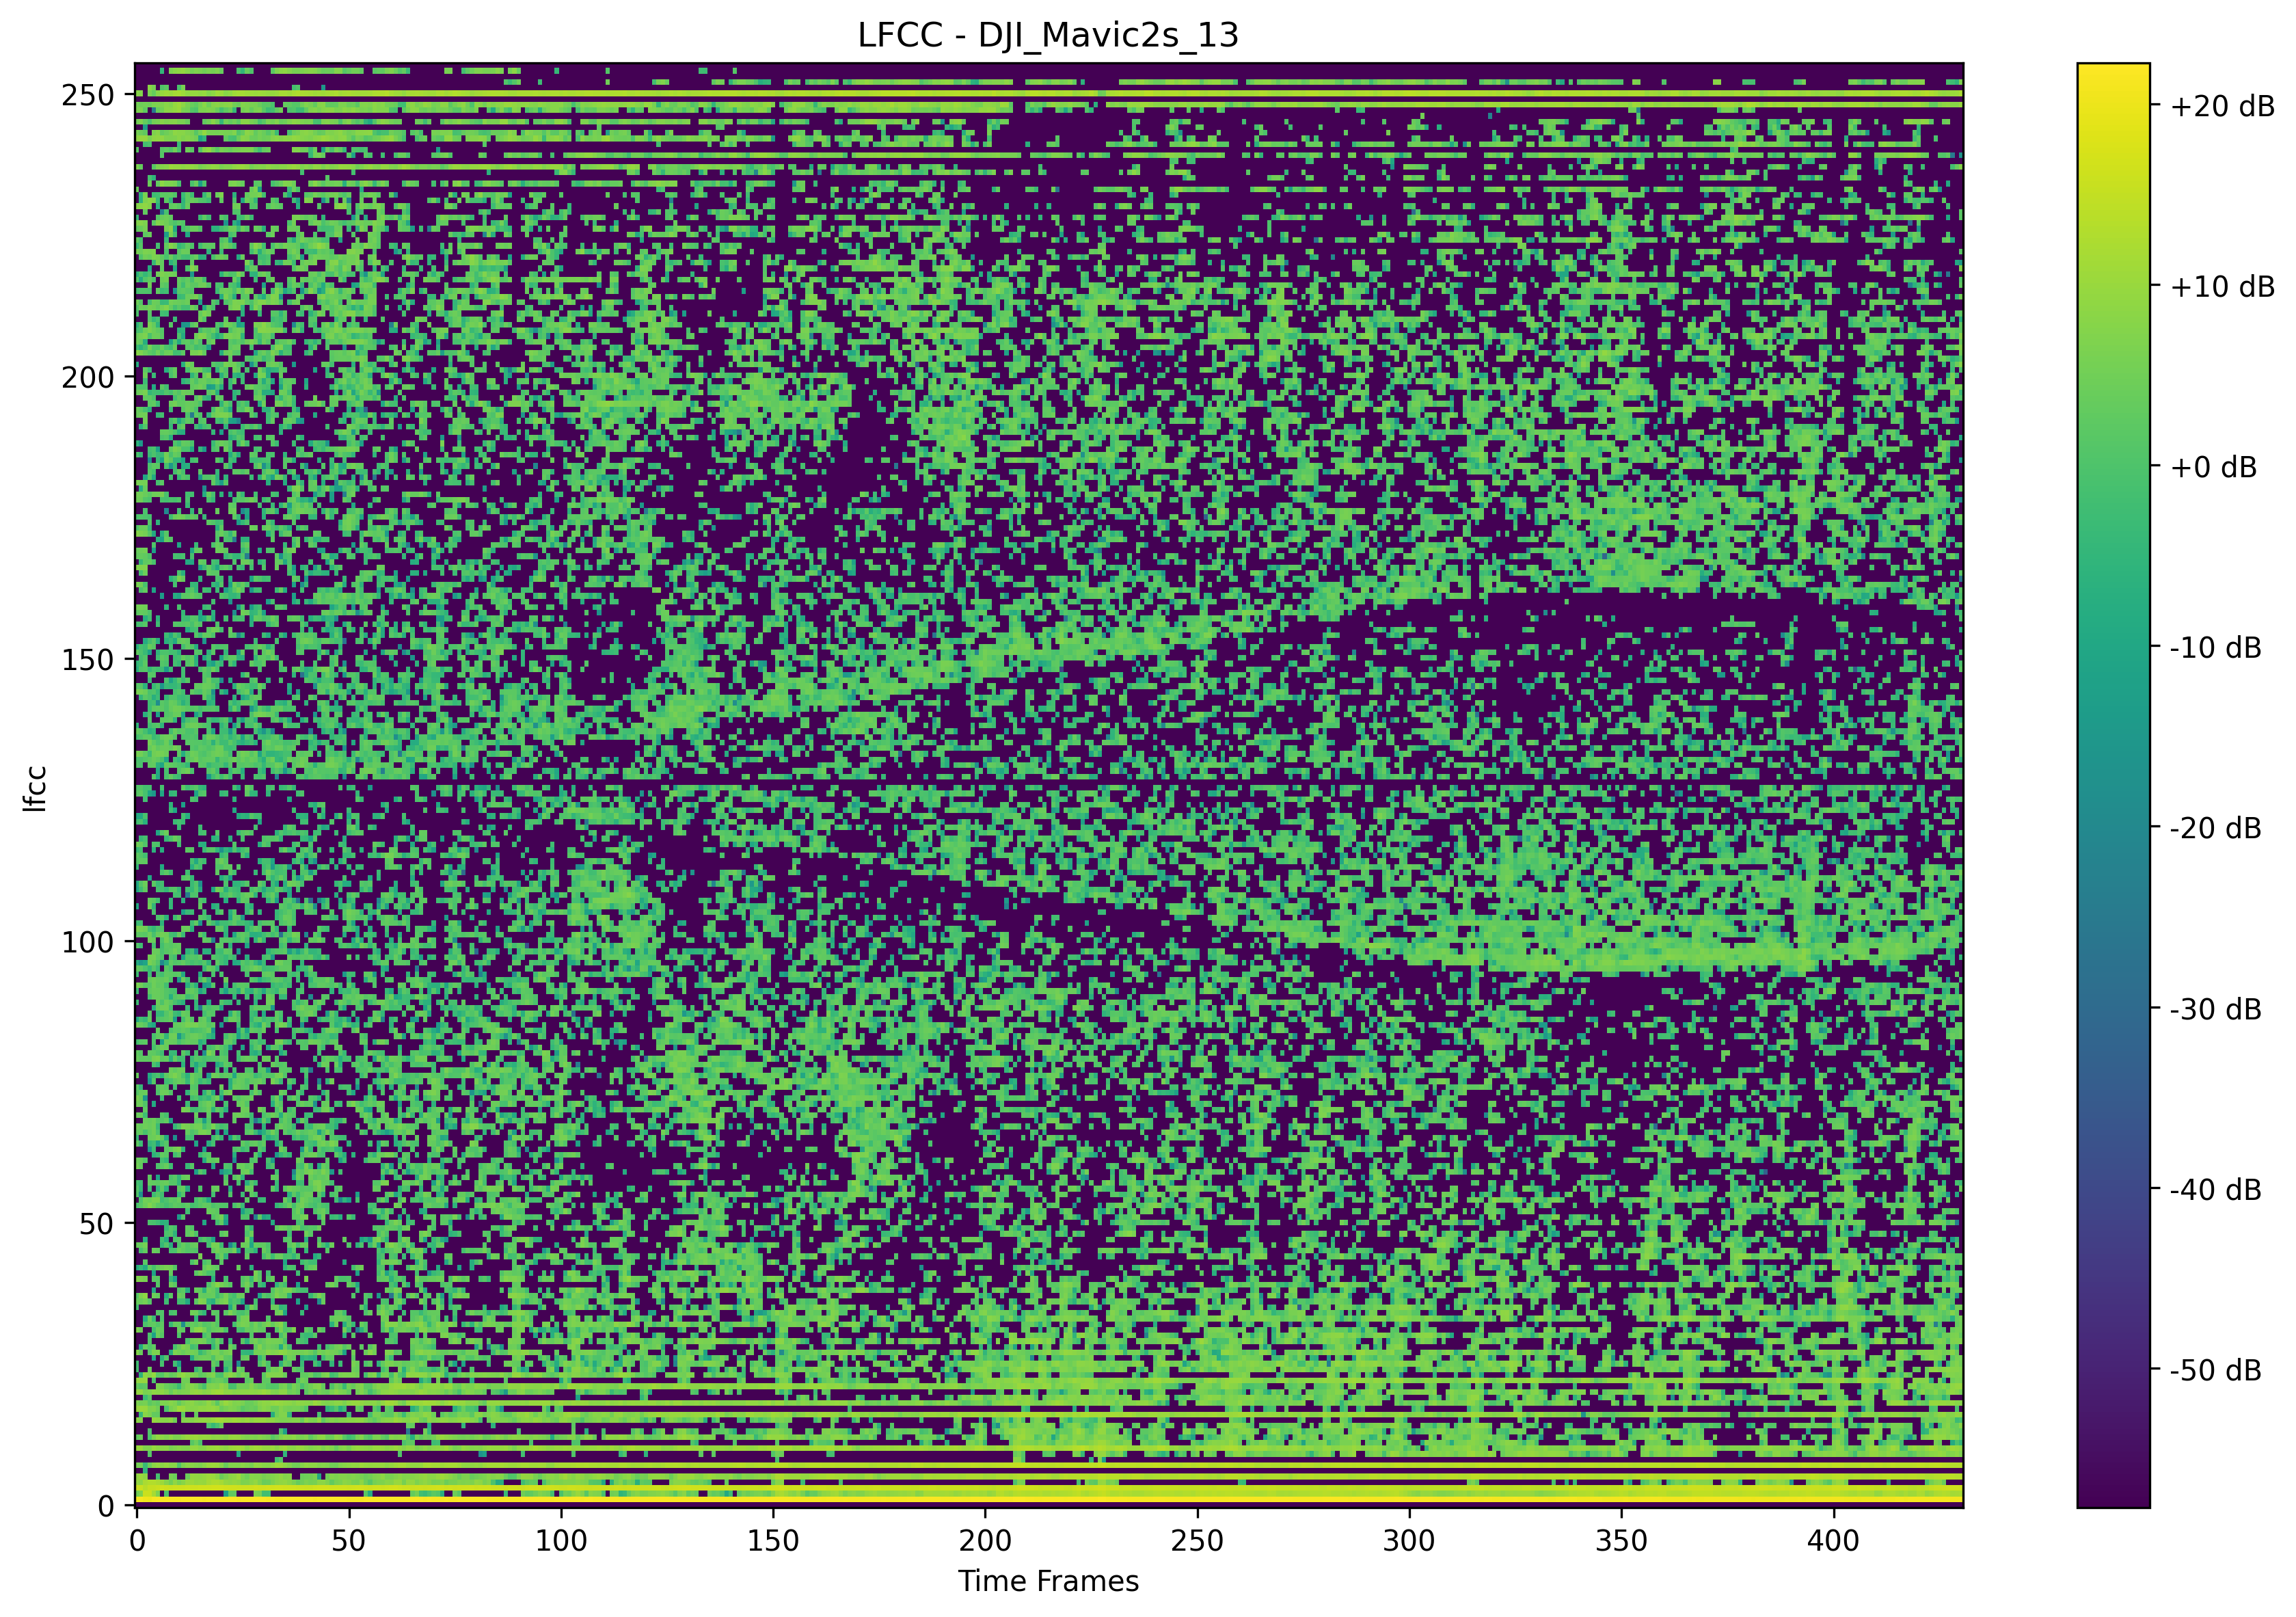 LFCC - DJI_Mavic2s_13
250
200
150
100
50
0
lfcc
0 50 100 150 200 250 300 350 400
Time Frames
+20 dB
+10 dB
+0 dB
-10 dB
-20 dB
-30 dB
-40 dB
-50 dB